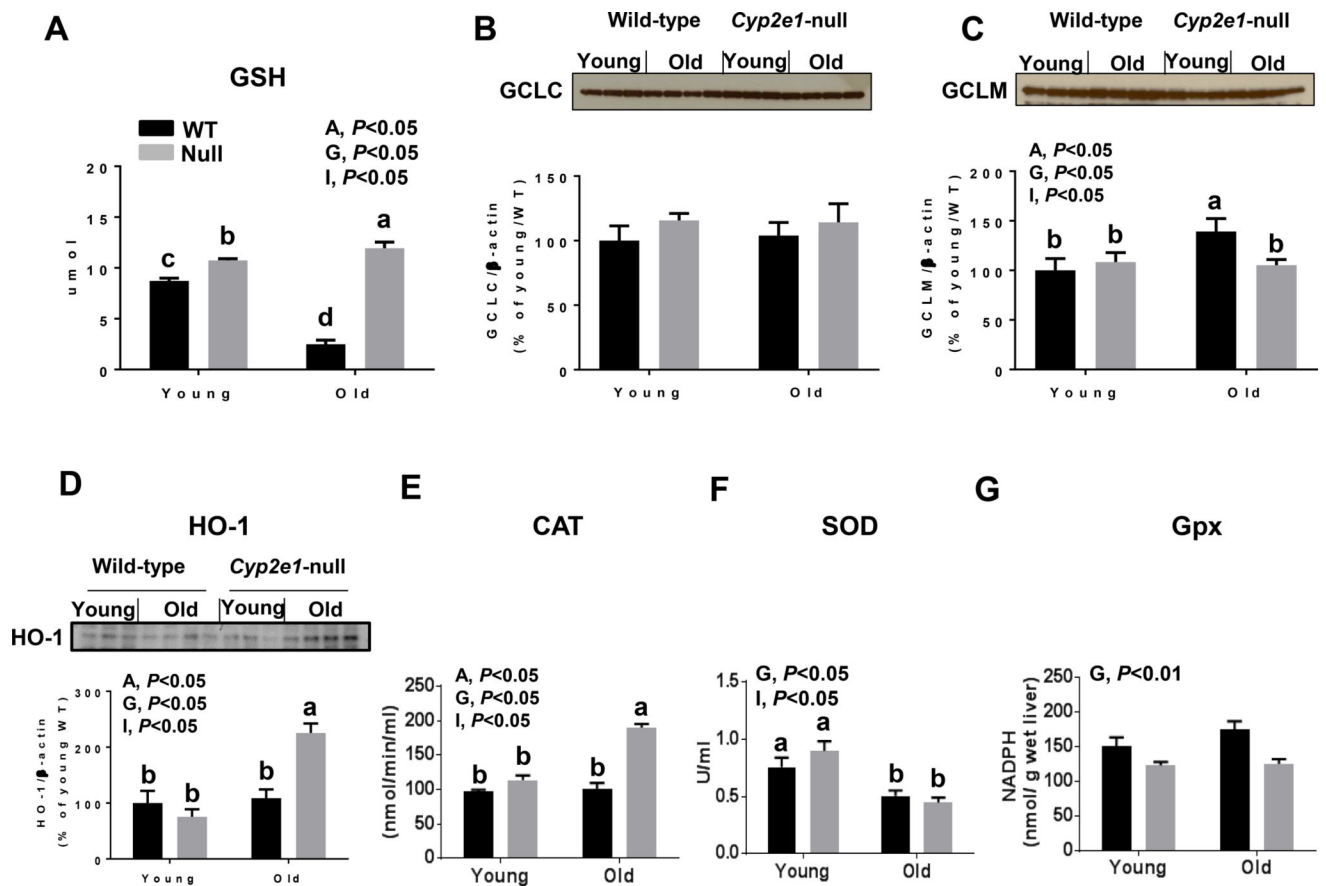 A
GSH
WT
Null
A, P<0.05
G, P<0.05
I, P<0.05
20
15
10
5
0
umol
c
b
d
a
Young
Old
B
Wild-type Cyp2e1-null
Young Old Young Old
GCLC
150
100
50
0
GCLC/β-actin
(% of young/WT)
Young
Old
C
Wild-type Cyp2e1-null
Young Old Young Old
GCLM
A, P<0.05
G, P<0.05
I, P<0.05
200
150
100
50
0
GCLM/β-actin
(% of young/WT)
b
b
a
b
Young
Old
D
HO-1
Wild-type Cyp2e1-null
Young Old Young Old
HO-1
A, P<0.05
G, P<0.05
I, P<0.05
300
200
100
0
HO-1/β-actin
(% of young WT)
b
b
b
a
Young
Old
E
CAT
A, P<0.05
G, P<0.05
I, P<0.05
250
200
150
100
50
0
(nmol/min/ml)
b
b
b
a
Young
Old
F
SOD
G, P<0.05
I, P<0.05
1.5
1.0
0.5
0.0
U/ml
a
a
b
b
Young
Old
G
Gpx
G, P<0.01
250
200
150
100
50
0
NADPH
(nmol/ g wet liver)
Young
Old